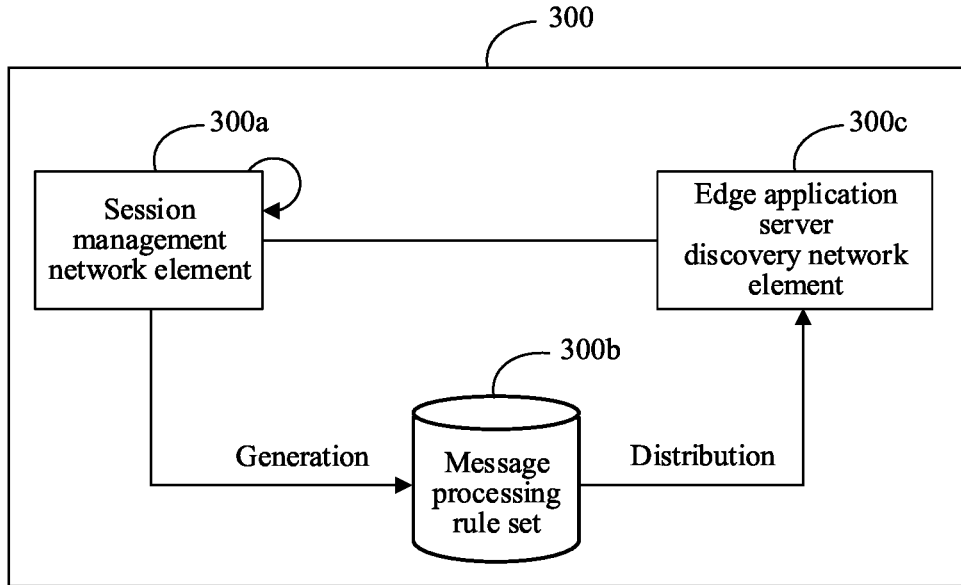 300
300a
300c
Session
management
network element
Edge application
server
discovery network
element
300b
Generation
Message
processing
rule set
Distribution